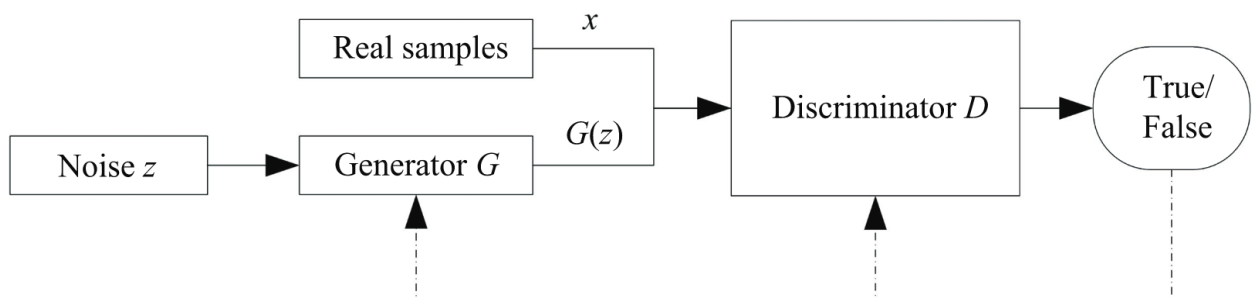 x
Real samples
G(z)
Noise z
Generator G
Discriminator D
True/
False